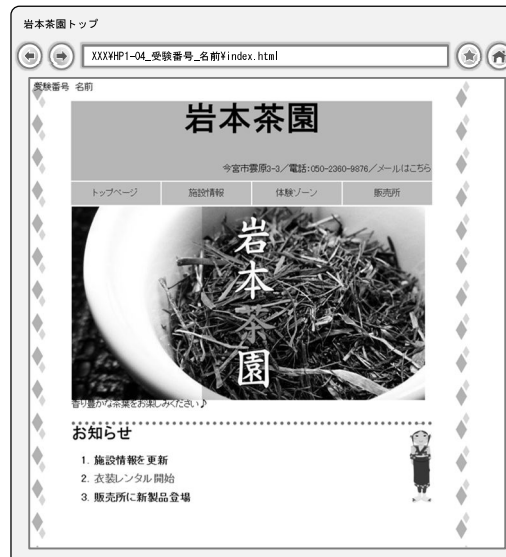 岩本茶園トップ
XXX¥HP1-04_受験番号_名前¥index.html
受験番号 名前
岩本茶園
今宮市雲原3-3／電話:050-2360-9876／メールはこちら
トップページ 施設情報 体験ゾーン 販売所
岩本茶園
香り豊かな茶葉をお楽しみください♪
お知らせ
1. 施設情報を更新
2. 衣装レンタル開始
3. 販売所に新製品登場